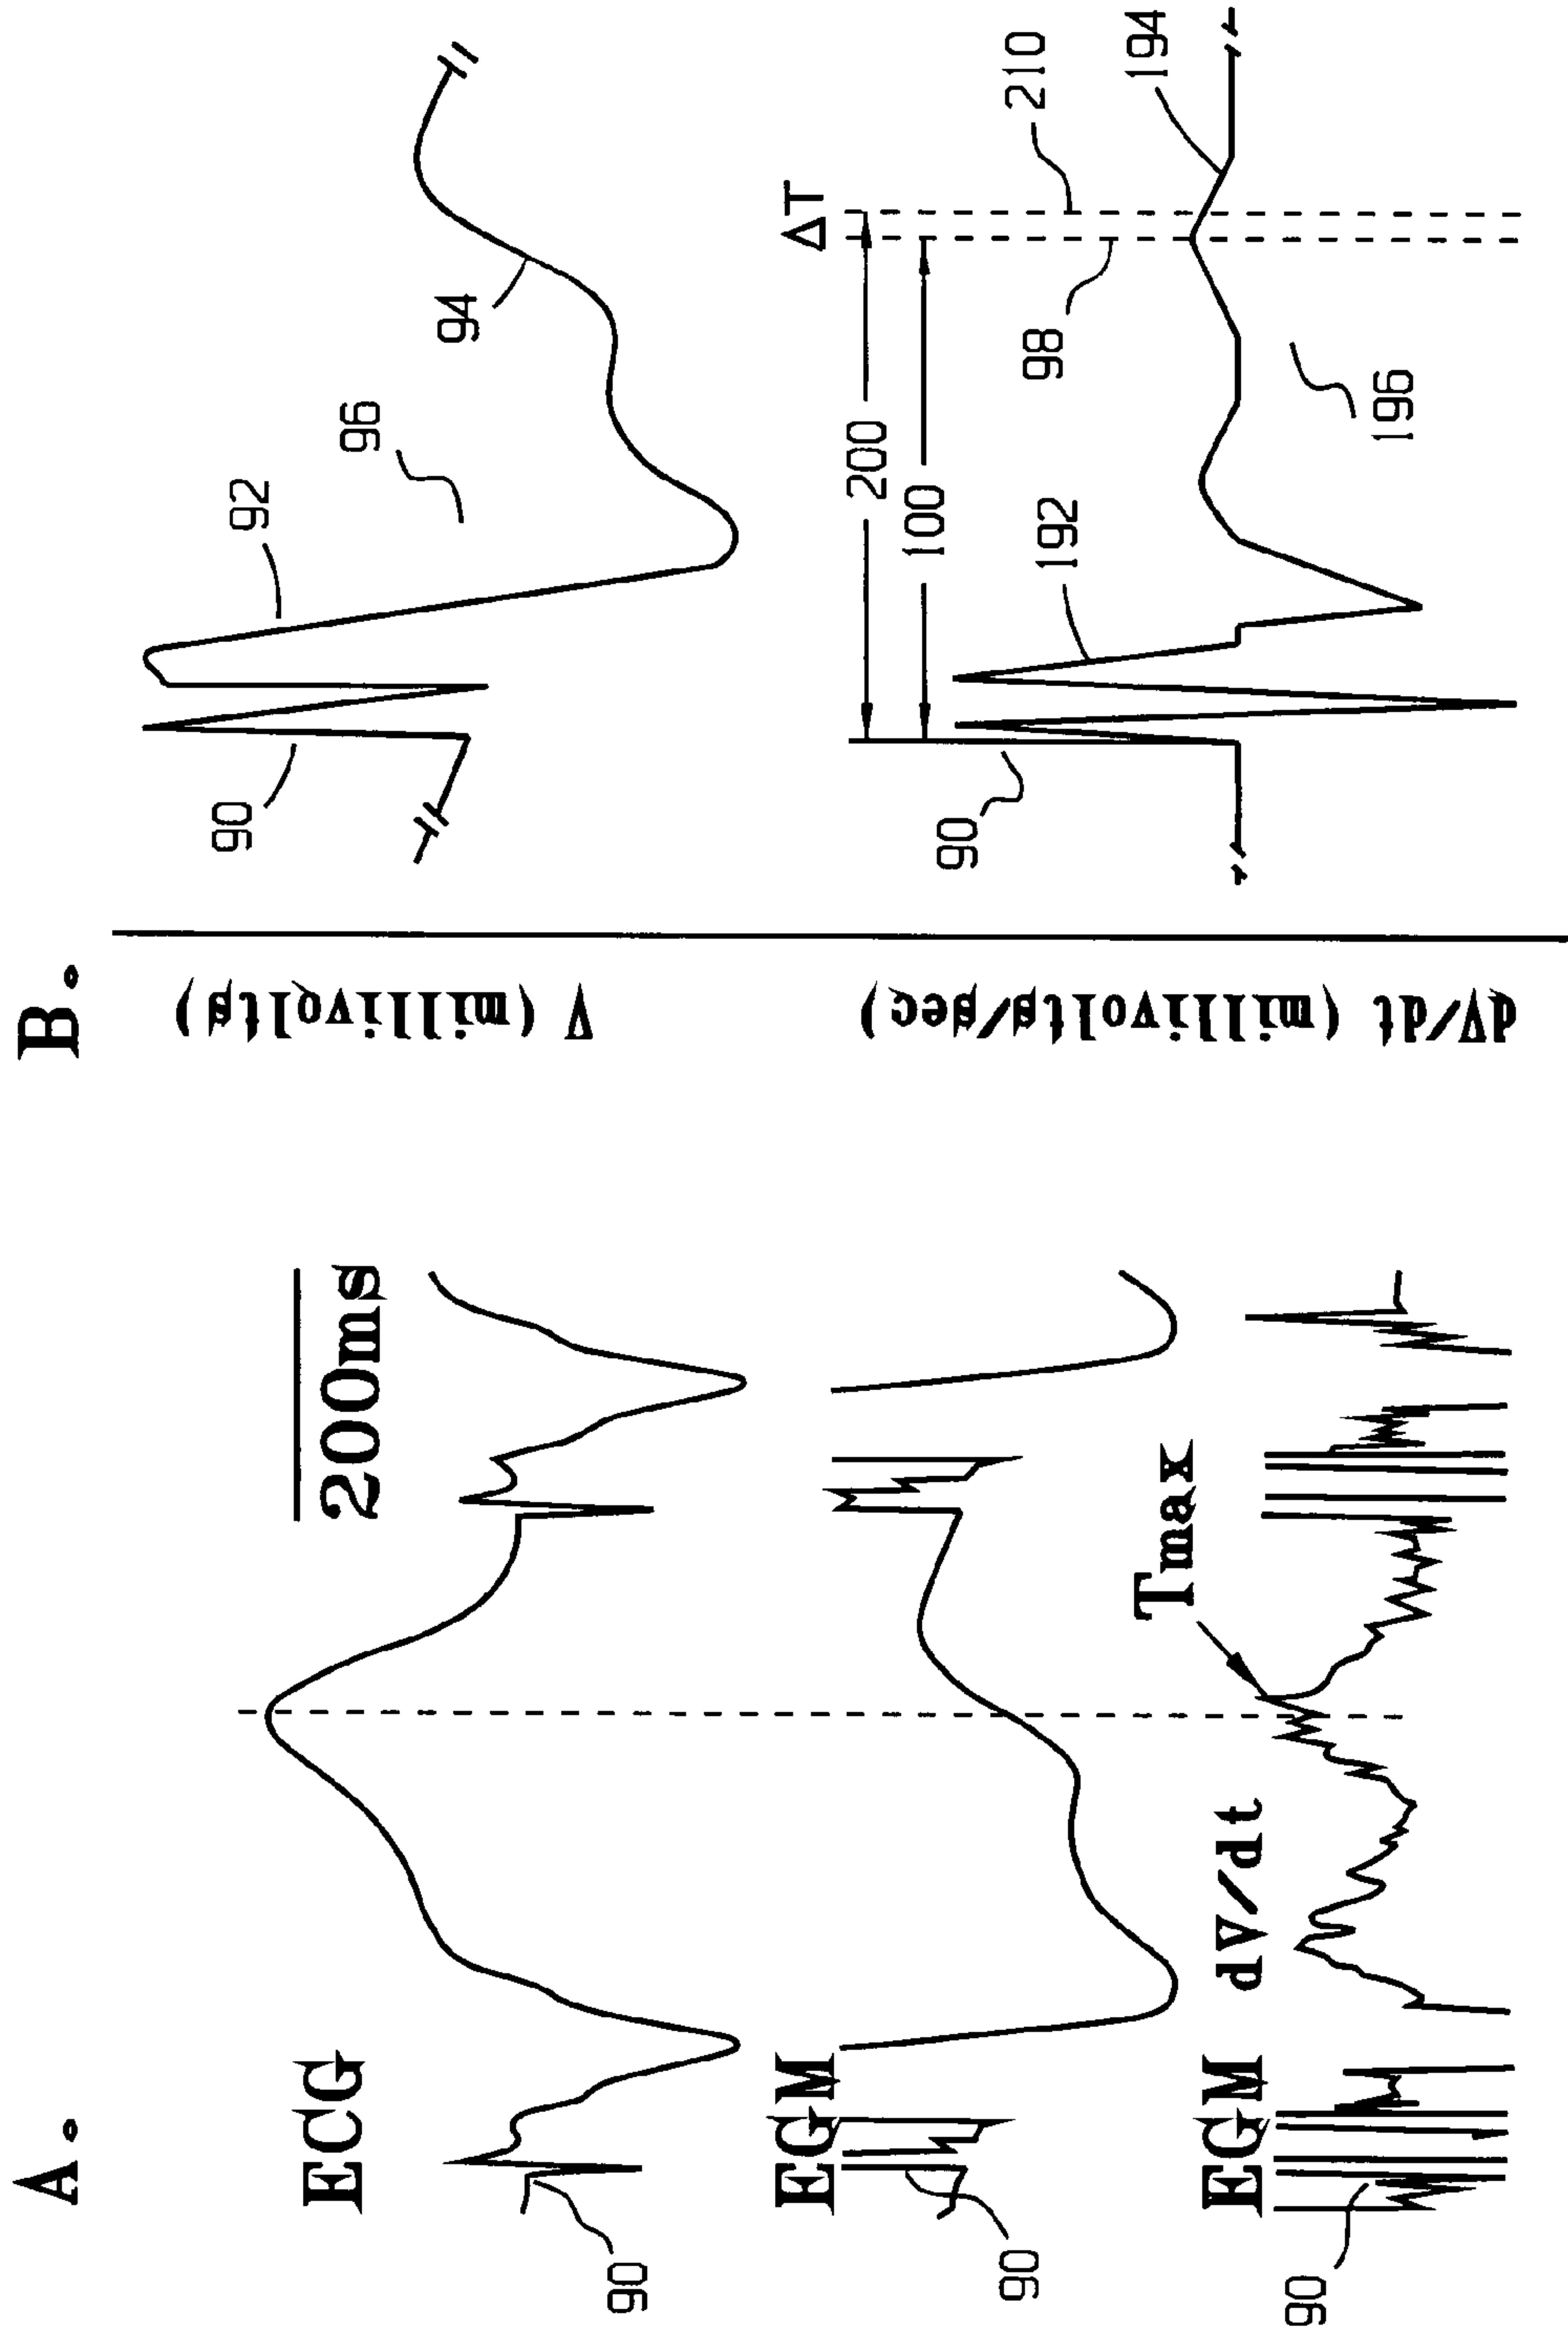 A.
ECG
200ms
90
EGM
90
Tmax
EGM dV/dt
90
B.
V (millivolts)
90
92
96
94
dV/dt (millivolts/sec)
ΔT
200
100
90
192
98
210
194
196